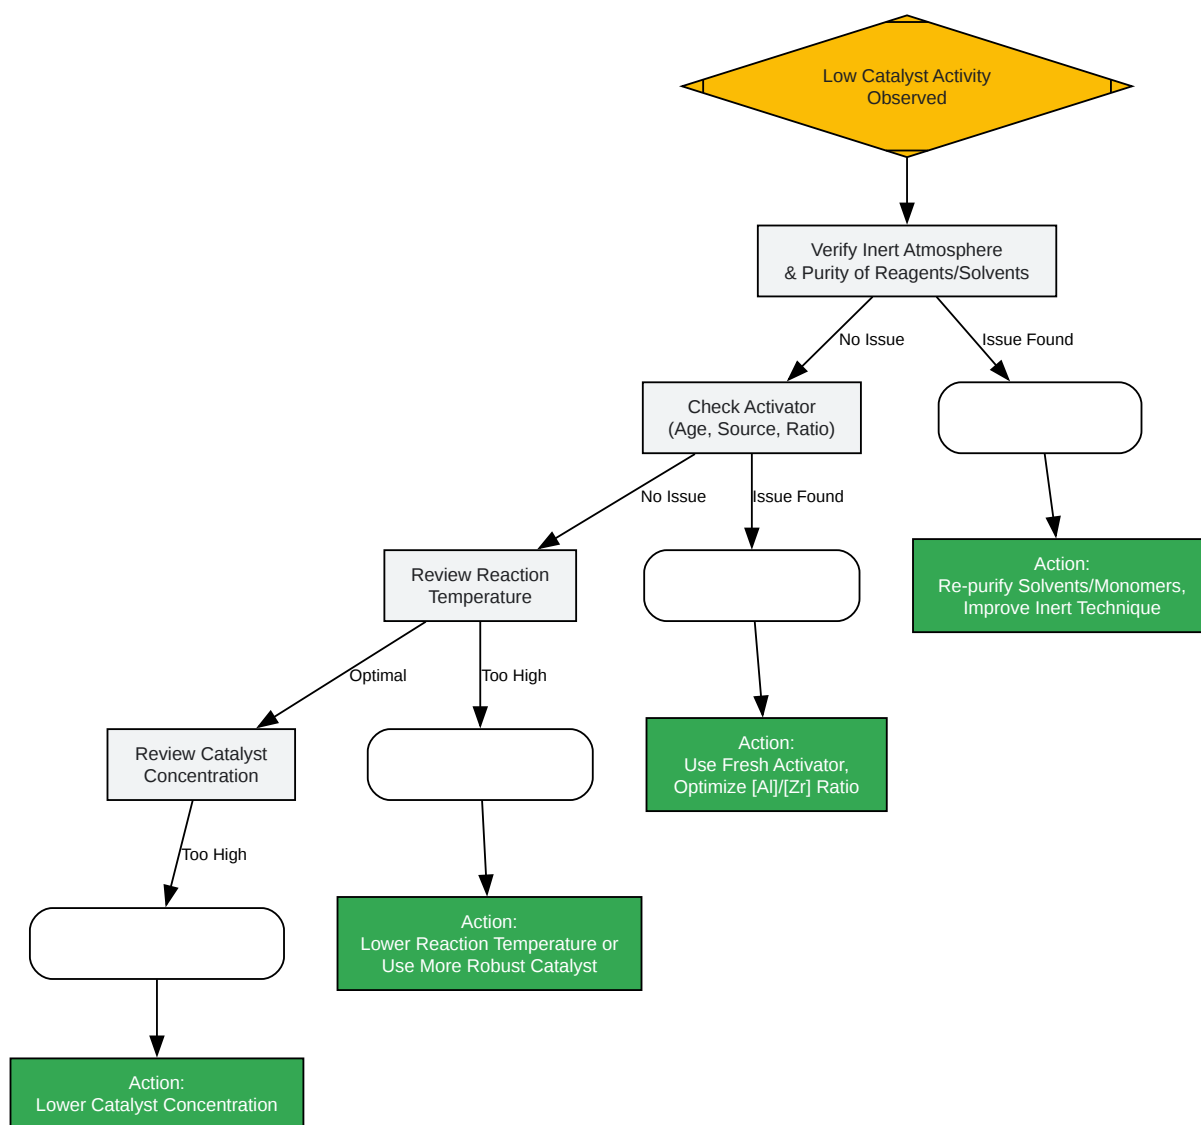 Low Catalyst Activity
Observed
Verify Inert Atmosphere
& Purity of Reagents/Solvents
No Issue
Issue Found
Check Activator
(Age, Source, Ratio)
No Issue
Issue Found
Review Reaction
Temperature
Action:
Re-purify Solvents/Monomers,
Improve Inert Technique
Optimal
Too High
Review Catalyst
Concentration
Action:
Use Fresh Activator,
Optimize [Al]/[Zr] Ratio
Too High
Action:
Lower Reaction Temperature or
Use More Robust Catalyst
Action:
Lower Catalyst Concentration